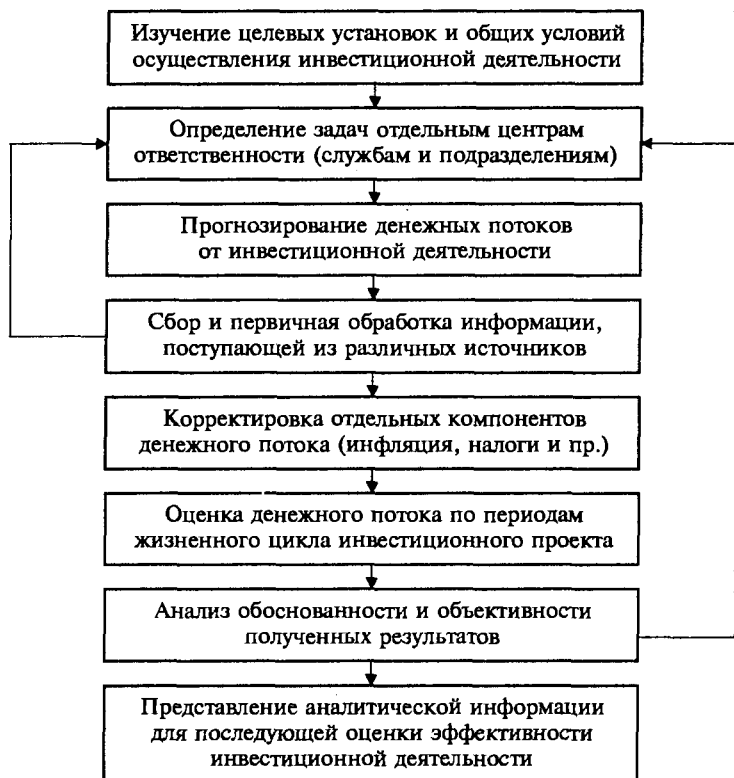 Изучение целевых установок и общих условий
осуществления инвестиционной деятельности
Определение задач отдельным центрам
ответственности (службам и подразделениям)
Прогнозирование денежных потоков
от инвестиционной деятельности
Сбор и первичная обработка информации,
поступающей из различных источников
Корректировка отдельных компонентов
денежного потока (инфляция, налоги и пр.)
Оценка денежного потока по периодам
жизненного цикла инвестиционного проекта
Анализ обоснованности и объективности
полученных результатов
Представление аналитической информации
для последующей оценки эффективности
инвестиционной деятельности